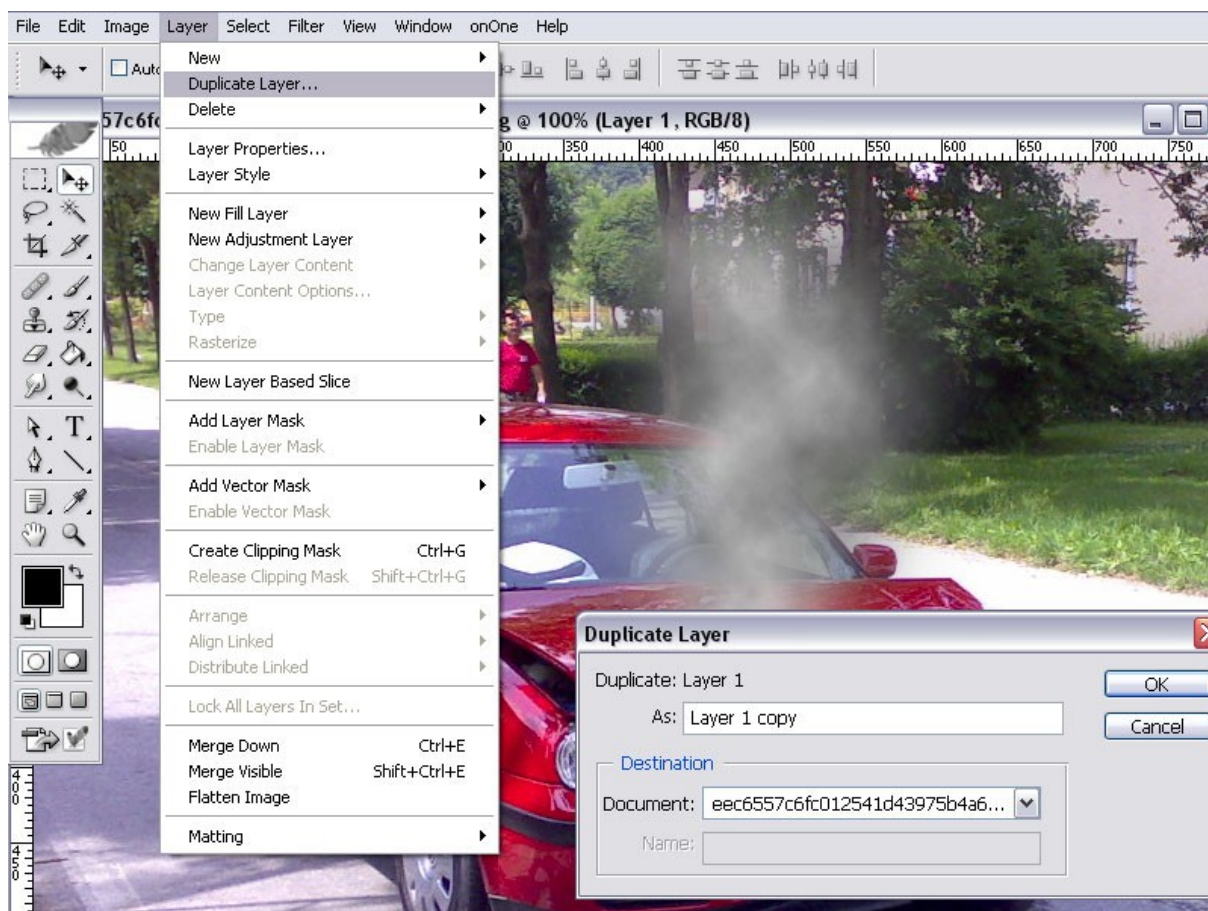 File Edit Image Layer Select Filter View Window onOne Help
New
Duplicate Layer...
Delete
Layer Properties...
Layer Style
New Fill Layer
New Adjustment Layer
Change Layer Content
Layer Content Options...
Type
Rasterize
New Layer Based Slice
Add Layer Mask
Enable Layer Mask
Add Vector Mask
Enable Vector Mask
Create Clipping Mask Ctrl+G
Release Clipping Mask Shift+Ctrl+G
Arrange
Align Linked
Distribute Linked
Lock All Layers In Set...
Merge Down Ctrl+E
Merge Visible Shift+Ctrl+E
Flatten Image
Matting
Auto
57c6fc
g @ 100% (Layer 1, RGB/8)
50 350 400 450 500 550 600 650 700 750
T
400
450
Duplicate Layer
Duplicate: Layer 1
As: Layer 1 copy
OK
Cancel
Destination
Document: eec6557c6fc012541d43975b4a6...
Name: